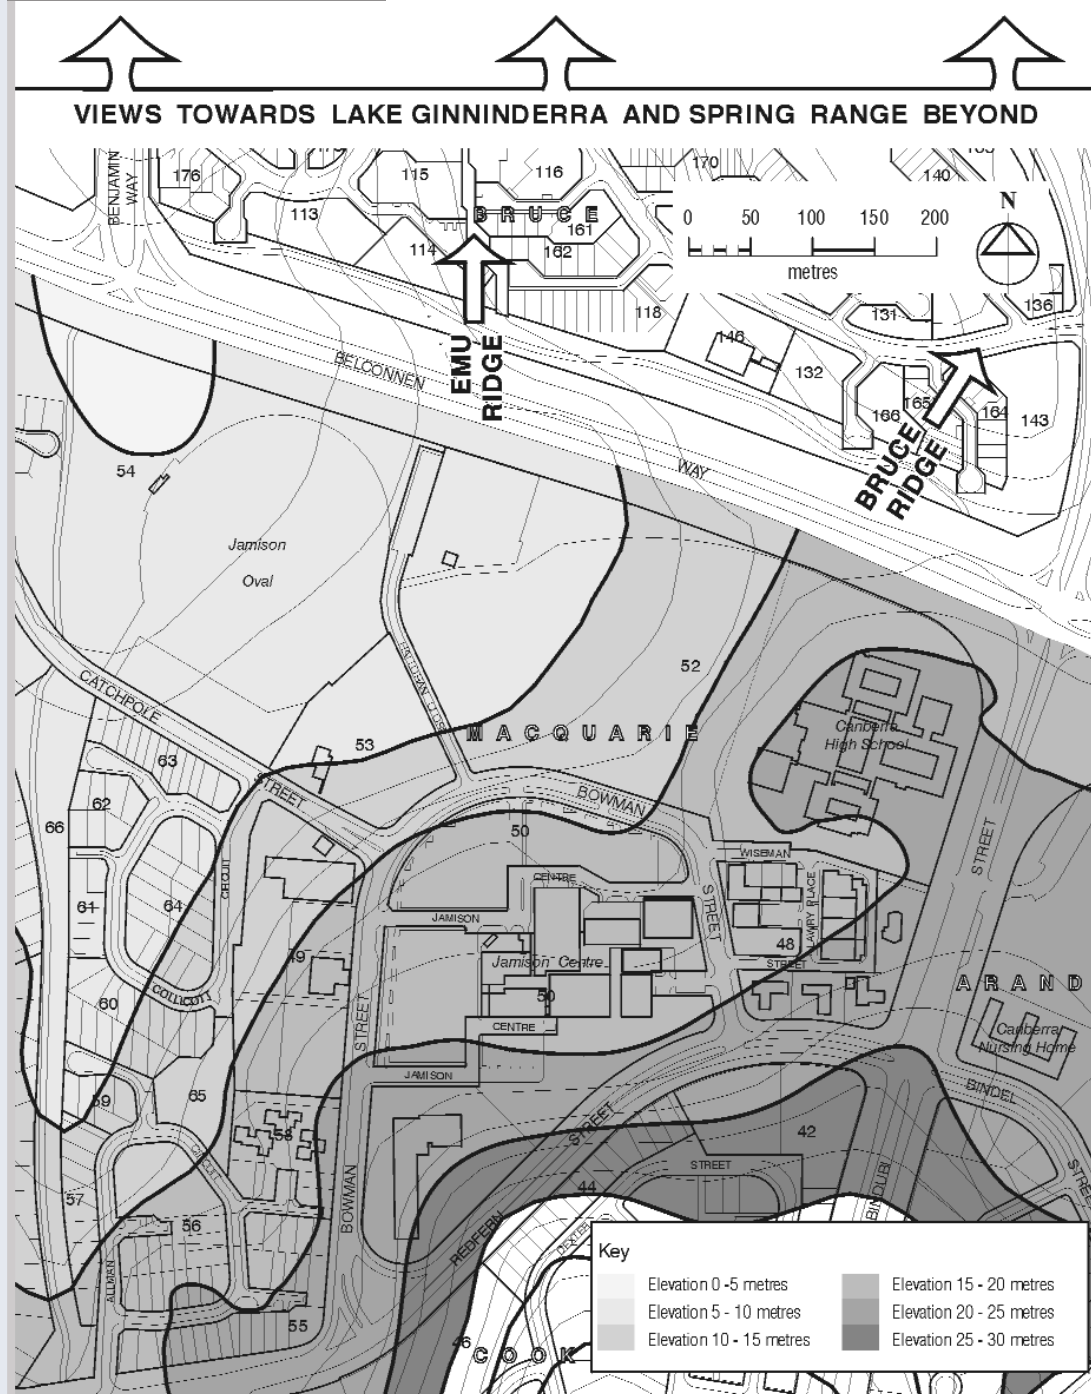 VIEWS TOWARDS LAKE GINNINDERRA AND SPRING RANGE BEYOND
BENJAMIN
WAY
176
113
115
116
170
140
BRUCE
161
162
114
118
0 50 100 150 200
metres
N
136
131
146
132
166
165
164
143
EMU
RIDGE
BRUCE
RIDGE
BELCONNEN
WAY
54
Jamison
Oval
52
CATCHPOLE
STREET
53
MACQUARIE
Canberra
High School
63
62
66
61
64
CIRCUIT
BOWMAN
50
WISEMAN
STREET
LAWRY PLACE
48
STREET
STREET
CENTRE
JAMISON
Jamison Centre
50
CENTRE
JAMISON
49
STREET
60
COLLICOTT
ARAND
Canberra
Nursing Home
BINDEL
59
65
58
CIRCUIT
STREET
42
STREET
44
BINDUBI
57
56
BOWMAN
REDFERN
DEXTER
ALLMAN
55
46
COOK
Key
Elevation 0 -5 metres
Elevation 5 - 10 metres
Elevation 10 - 15 metres
Elevation 15 - 20 metres
Elevation 20 - 25 metres
Elevation 25 - 30 metres